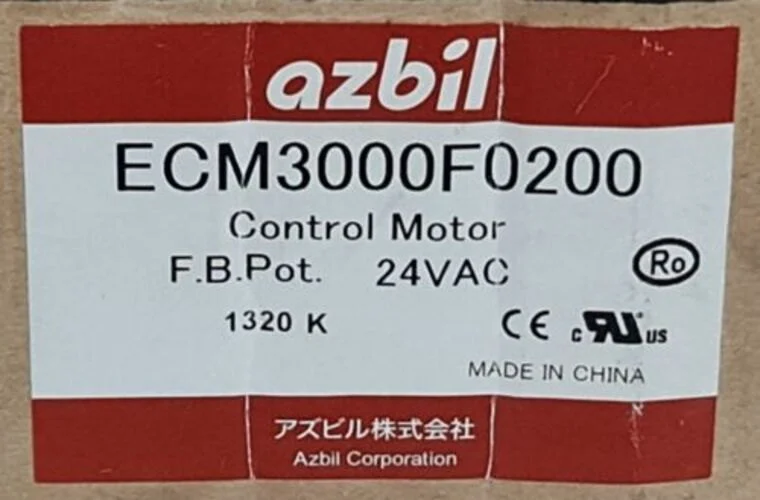 azbil
ECM3000F0200
Control Motor
F.B.Pot. 24VAC
Ro
1320 K
CE c RU US
MADE IN CHINA
アズビル株式会社
Azbil Corporation